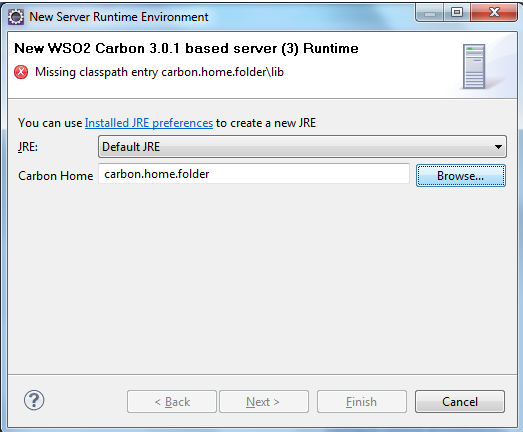 New Server Runtime Environment
New WSO2 Carbon 3.0.1 based server (3) Runtime
Missing classpath entry carbon.home.folder\lib
You can use Installed JRE preferences to create a new JRE
JRE: Default JRE
Carbon Home carbon.home.folder Browse...
? < Back Next > Finish Cancel